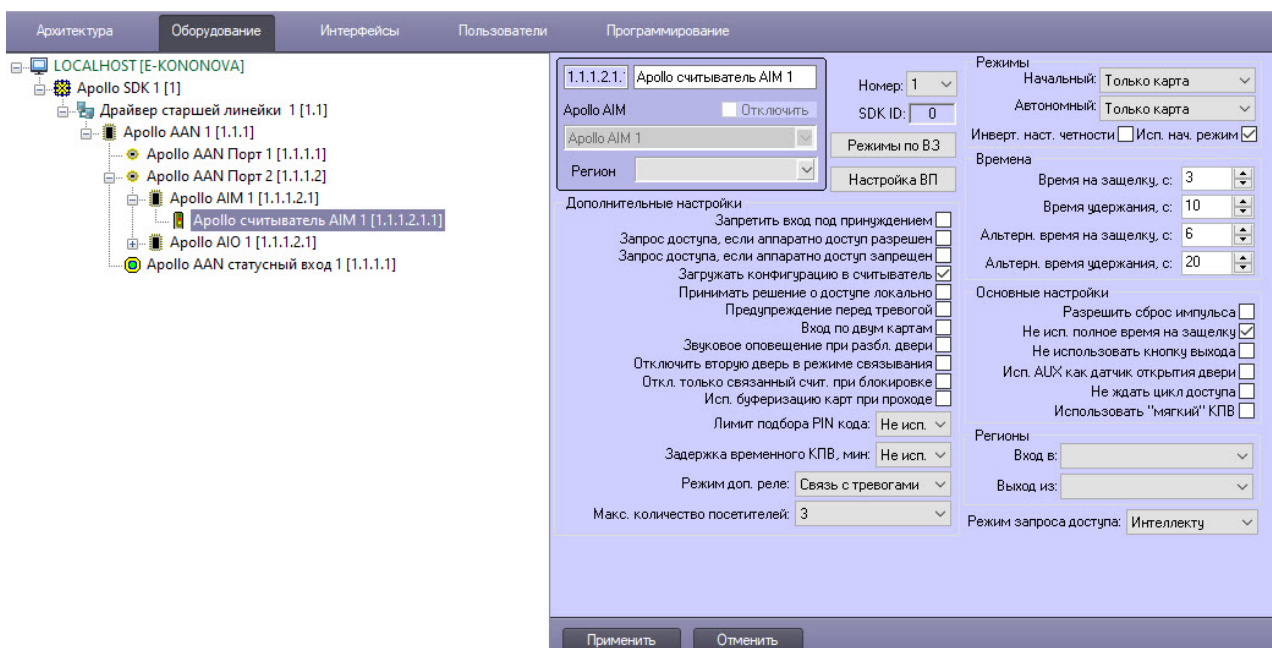 Архитектура Оборудование Интерфейсы Пользователи Программирование
LOCALHOST [E-KONONOVA]
Apollo SDK 1 [1]
Драйвер старшей линейки 1 [1.1]
Apollo AAN 1 [1.1.1]
Apollo AAN Порт 1 [1.1.1.1]
Apollo AAN Порт 2 [1.1.1.2]
Apollo AIM 1 [1.1.1.2.1]
Apollo считыватель AIM 1 [1.1.1.2.1.1]
Apollo AIO 1 [1.1.1.2.1]
Apollo AAN статусный вход 1 [1.1.1.1]
1.1.1.2.1. Apollo считыватель AIM 1
Apollo AIM Отключить
Apollo AIM 1
Регион
Номер: 1
SDK ID: 0
Режимы по ВЗ
Настройка ВП
Дополнительные настройки
Запретить вход под принуждением
Запрос доступа, если аппаратно доступ разрешен
Запрос доступа, если аппаратно доступ запрещен
Загружать конфигурацию в считыватель
Принимать решение о доступе локально
Предупреждение перед тревогой
Вход по двум картам
Звуковое оповещение при разбл. двери
Отключить вторую дверь в режиме связывания
Откл. только связанный счит. при блокировке
Исп. буферизацию карт при проходе
Лимит подбора PIN кода: Не исп.
Задержка временного КПВ, мин: Не исп.
Режим доп. реле: Связь с тревогами
Макс. количество посетителей: 3
Режимы
Начальный: Только карта
Автономный: Только карта
Инверт. наст. четности Исп. нач. режим
Времена
Время на защелку, с: 3
Время удержания, с: 10
Альтерн. время на защелку, с: 6
Альтерн. время удержания, с: 20
Основные настройки
Разрешить сброс импульса
Не исп. полное время на защелку
Не использовать кнопку выхода
Исп. AUX как датчик открытия двери
Не ждать цикл доступа
Использовать "мягкий" КПВ
Регионы
Вход в:
Выход из:
Режим запроса доступа: Интеллекту
Применить Отменить